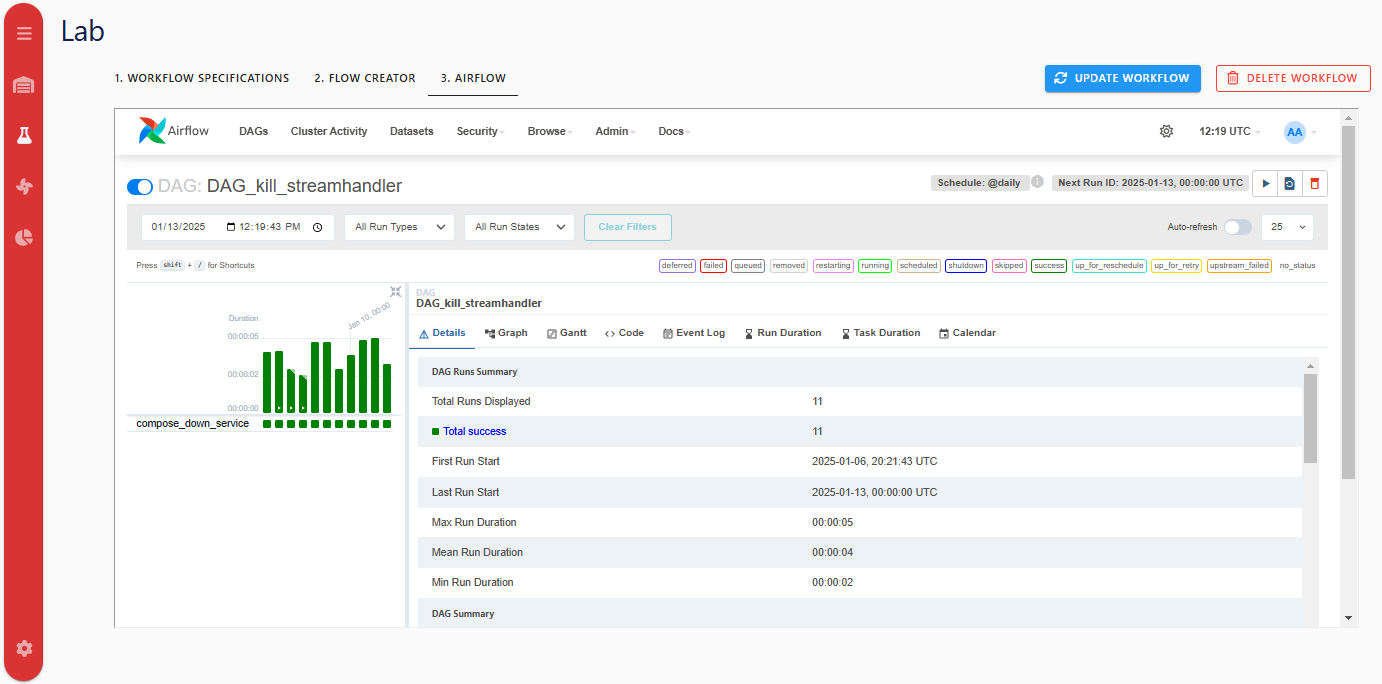 Lab
1. WORKFLOW SPECIFICATIONS 2. FLOW CREATOR 3. AIRFLOW UPDATE WORKFLOW DELETE WORKFLOW
Airflow DAGs Cluster Activity Datasets Security Browse Admin Docs 12:19 UTC AA
DAG: DAG_kill_streamhandler Schedule: @daily Next Run ID: 2025-01-13, 00:00:00 UTC
01/13/2025 12:19:43 PM All Run Types All Run States Clear Filters Auto-refresh 25
Press shift + / for Shortcuts deferred failed queued removed restarting running scheduled shutdown skipped success up_for_reschedule up_for_retry upstream_failed no_status
Jan 10, 00:00
Duration
00:00:05
00:00:02
00:00:00
compose_down_service
DAG
DAG_kill_streamhandler
Details Graph Gantt Code Event Log Run Duration Task Duration Calendar
DAG Runs Summary
Total Runs Displayed 11
Total success 11
First Run Start 2025-01-06, 20:21:43 UTC
Last Run Start 2025-01-13, 00:00:00 UTC
Max Run Duration 00:00:05
Mean Run Duration 00:00:04
Min Run Duration 00:00:02
DAG Summary